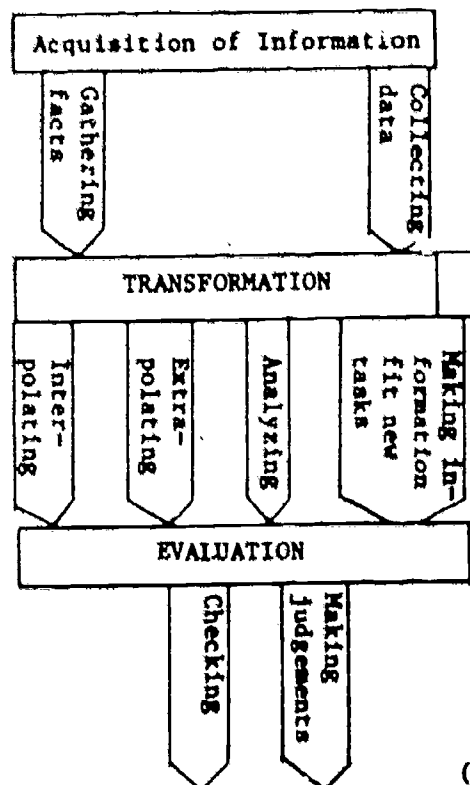 Acquisition of Information
Gathering
facts
Collecting
data
TRANSFORMATION
Inter-
polating
Extra-
polating
Analyzing
Making in-
formation
fit new
tasks
EVALUATION
Checking
Making
judgements
(